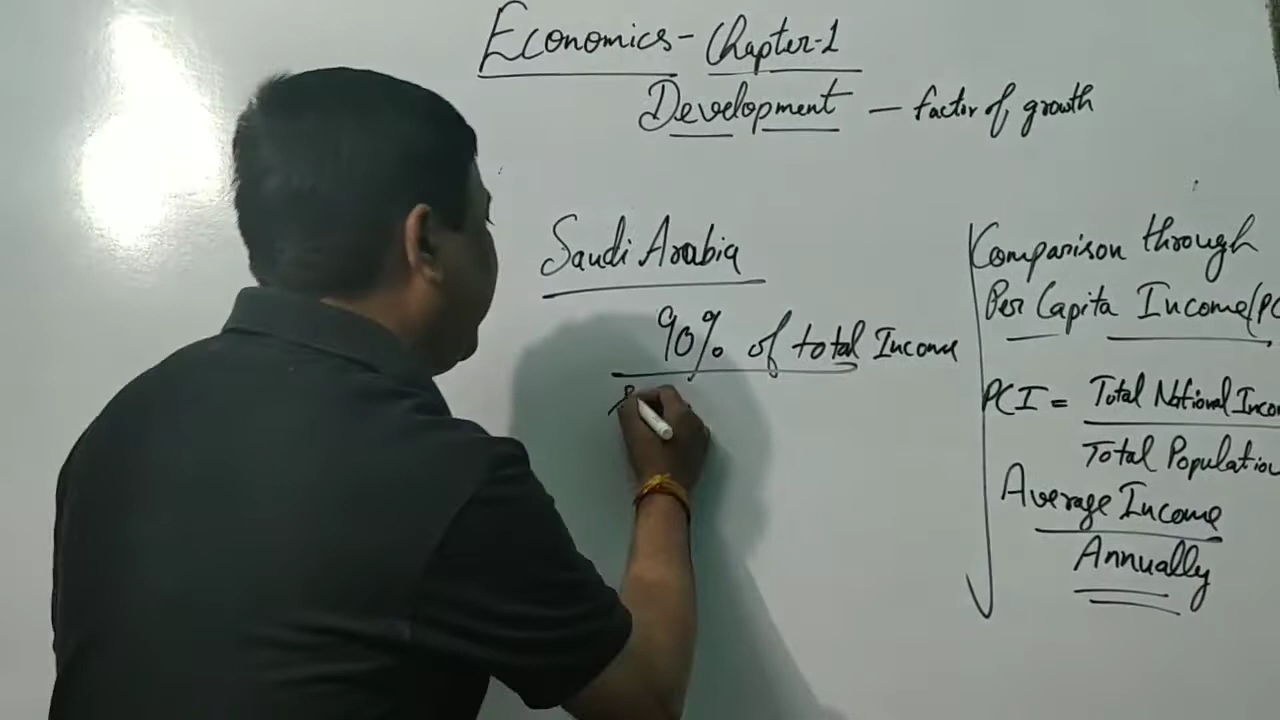 Economics - Chapter-1
Development - factor of growth
Saudi Arabia
90% of total Income
Comparison through
Per Capita Income (PC
PCI = Total National Inco
Total Population
Average Income
Annually